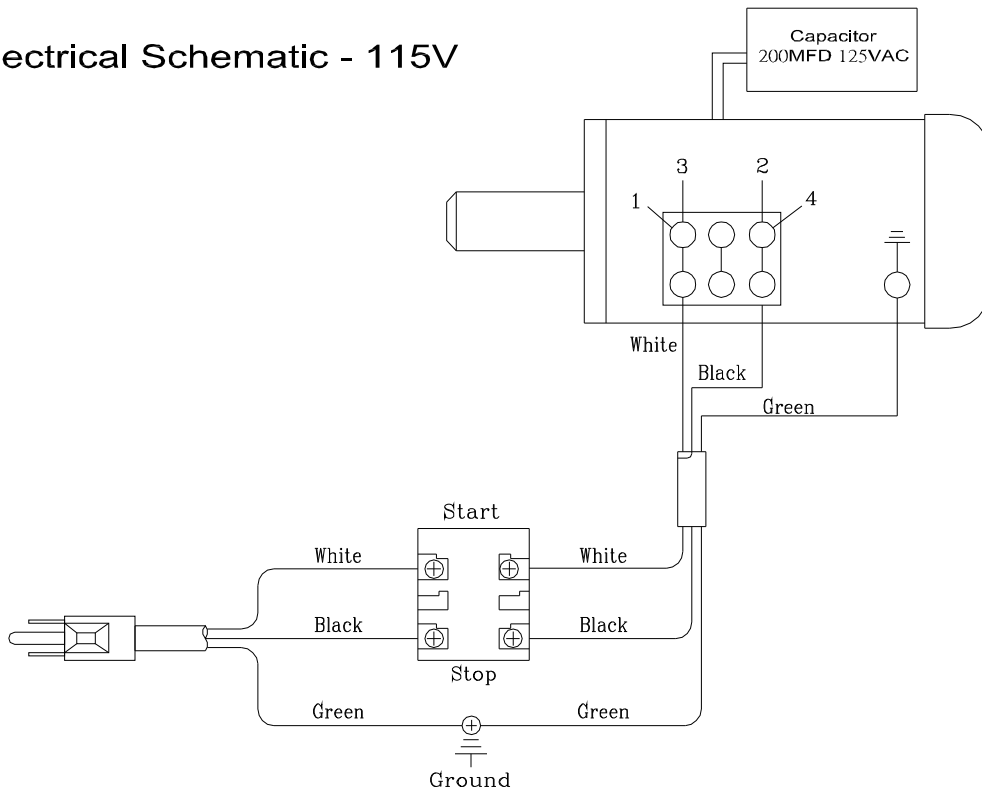 ectrical Schematic - 115V
Capacitor
200MFD 125VAC
3
2
1
4
White
Black
Green
Start
White
White
Black
Black
Stop
Green
Green
Ground